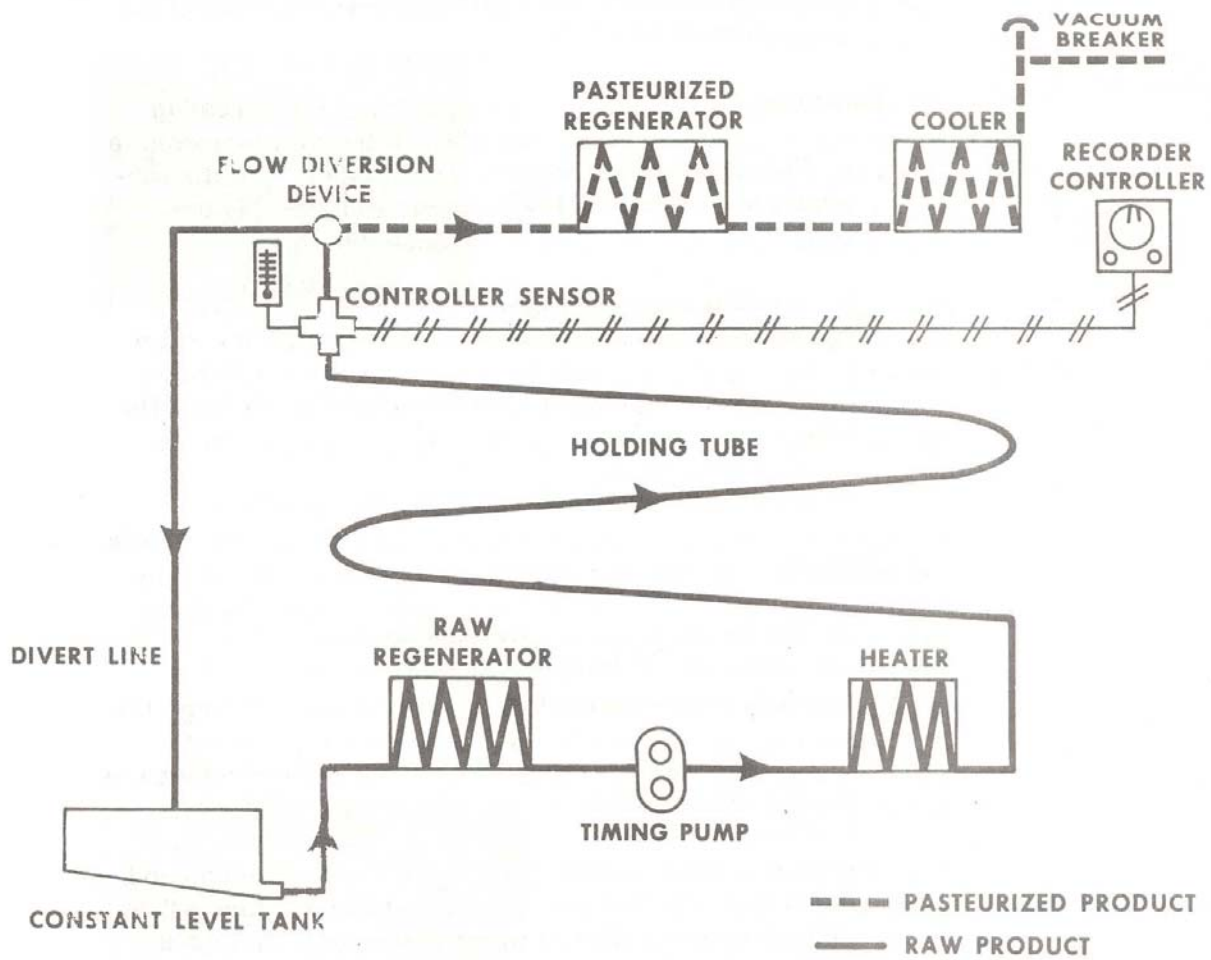 VACUUM
BREAKER
PASTEURIZED
REGENERATOR
COOLER
RECORDER
CONTROLLER
FLOW DIVERSION
DEVICE
CONTROLLER SENSOR
HOLDING TUBE
DIVERT LINE
RAW
REGENERATOR
HEATER
TIMING PUMP
CONSTANT LEVEL TANK
PASTEURIZED PRODUCT
RAW PRODUCT